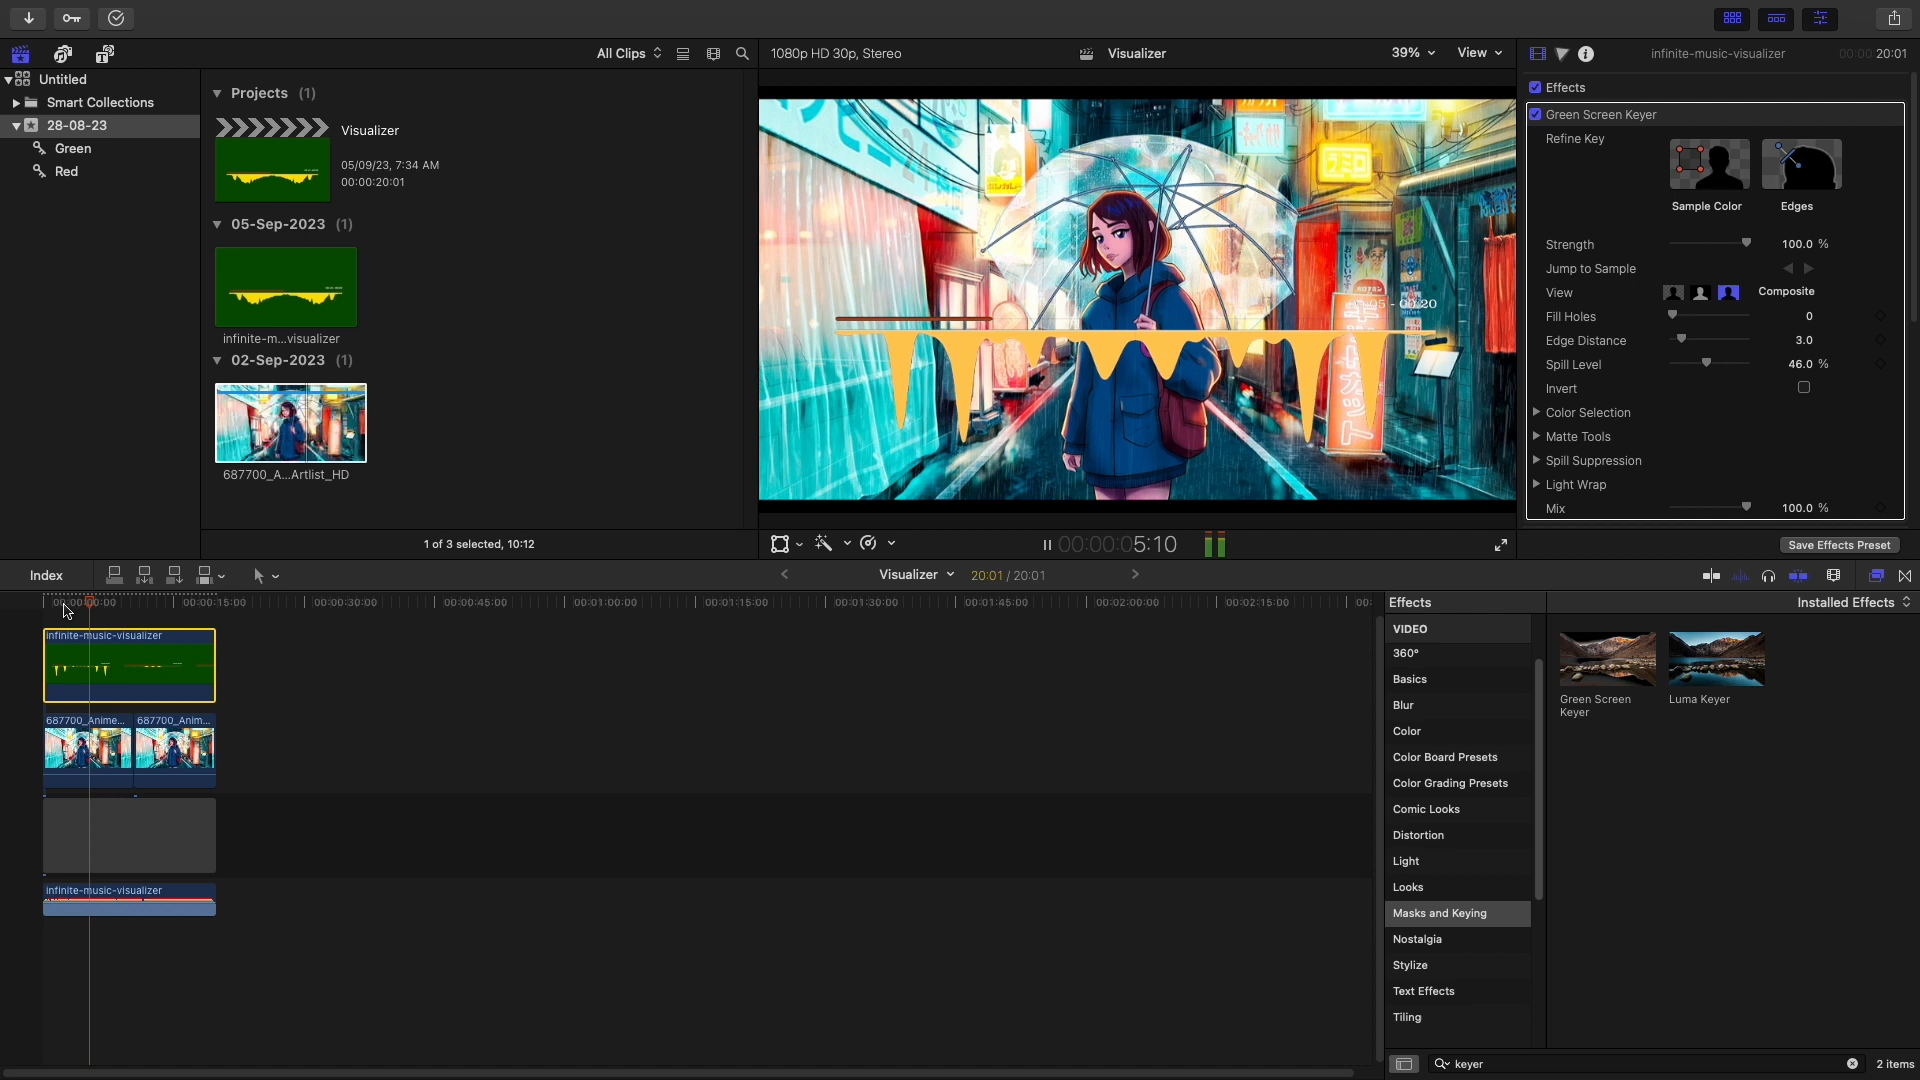 All Clips
1080p HD 30p, Stereo
Visualizer
39%
View
infinite-music-visualizer
00:00:20:01
Untitled
Smart Collections
28-08-23
Green
Red
Projects (1)
Visualizer
05/09/23, 7:34 AM
00:00:20:01
05-Sep-2023 (1)
infinite-m...visualizer
02-Sep-2023 (1)
687700_A...Artlist_HD
1 of 3 selected, 10:12
ラーミロ
00:00:05:10
Effects
Green Screen Keyer
Refine Key
Sample Color
Edges
Strength
100.0 %
Jump to Sample
View
Composite
Fill Holes
0
Edge Distance
3.0
Spill Level
46.0 %
Invert
Color Selection
Matte Tools
Spill Suppression
Light Wrap
Mix
100.0 %
Save Effects Preset
Index
Visualizer
20:01 / 20:01
00:00:15:00
00:00:30:00
00:00:45:00
00:01:00:00
00:01:15:00
00:01:30:00
00:01:45:00
00:02:00:00
00:02:15:00
infinite-music-visualizer
687700_Anime...
687700_Anim...
infinite-music-visualizer
Effects
Installed Effects
VIDEO
360°
Basics
Blur
Color
Color Board Presets
Color Grading Presets
Comic Looks
Distortion
Light
Looks
Masks and Keying
Nostalgia
Stylize
Text Effects
Tiling
Green Screen
Keyer
Luma Keyer
keyer
2 items